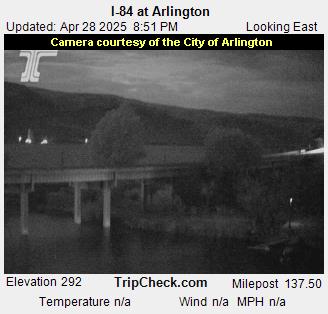 I-84 at Arlington
Updated: Apr 28 2025 8:51 PM Looking East
Camera courtesy of the City of Arlington
Elevation 292 TripCheck.com Milepost 137.50
Temperature n/a Wind n/a MPH n/a